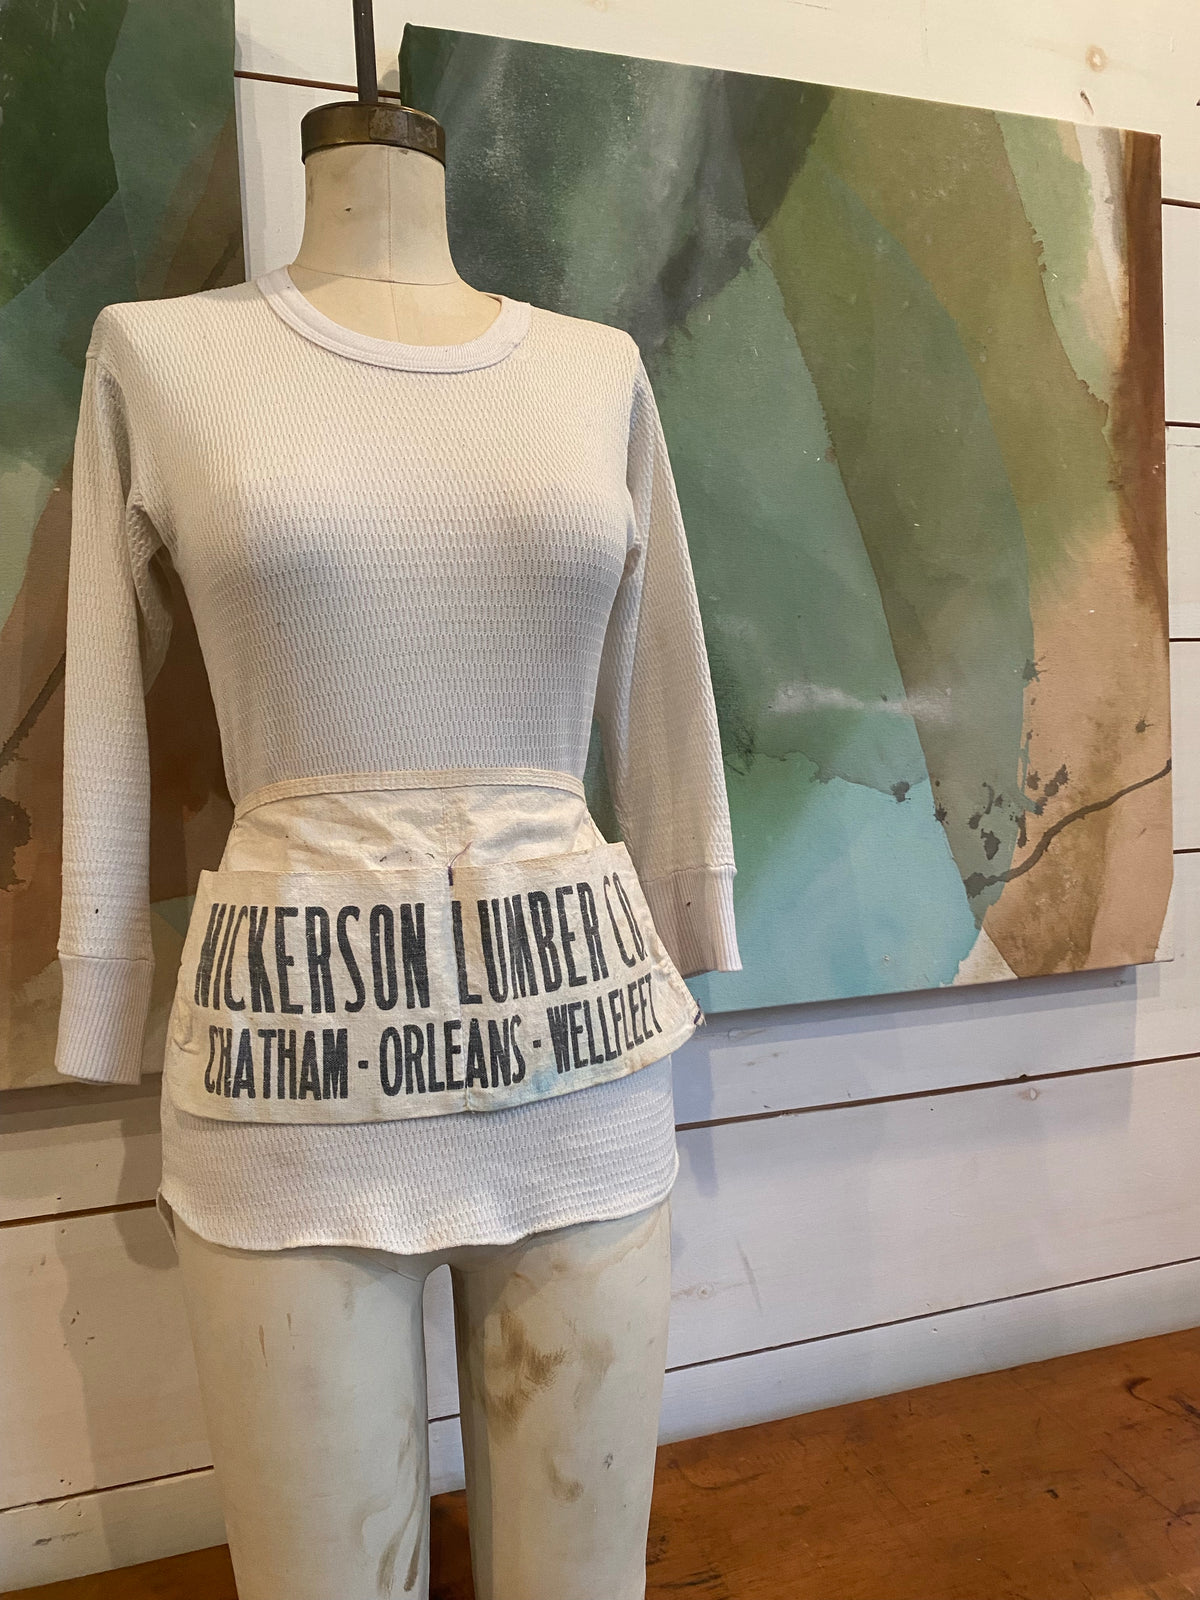 NICKERSON LUMBER CO.
CHATHAM - ORLEANS - WELLFLEET